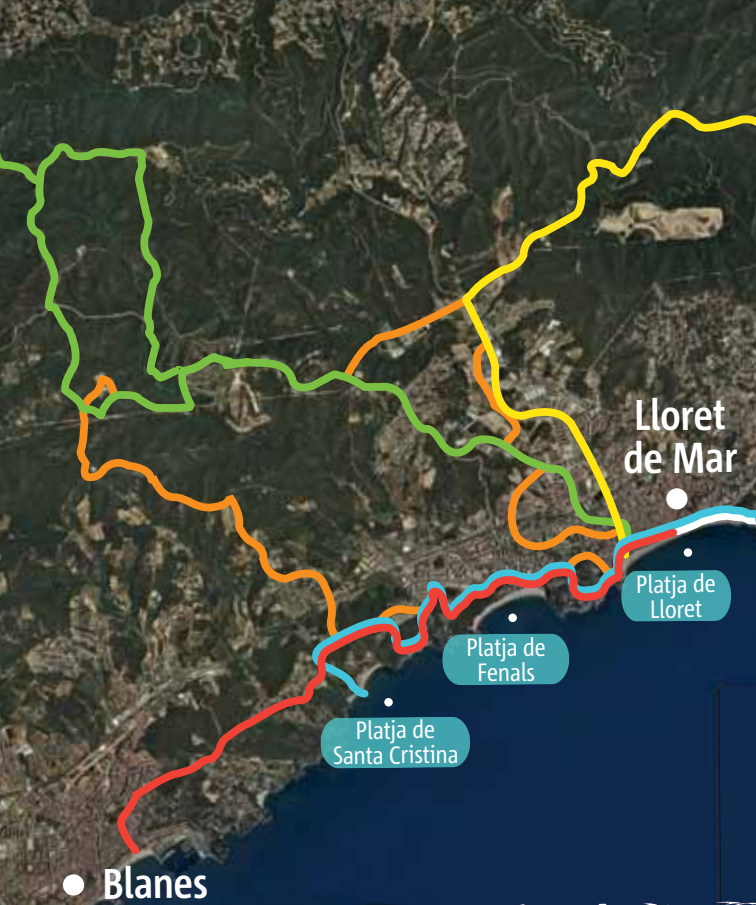 Lloret
de Mar
Platja de
Lloret
Platja de
Fenals
Platja de
Santa Cristina
Blanes